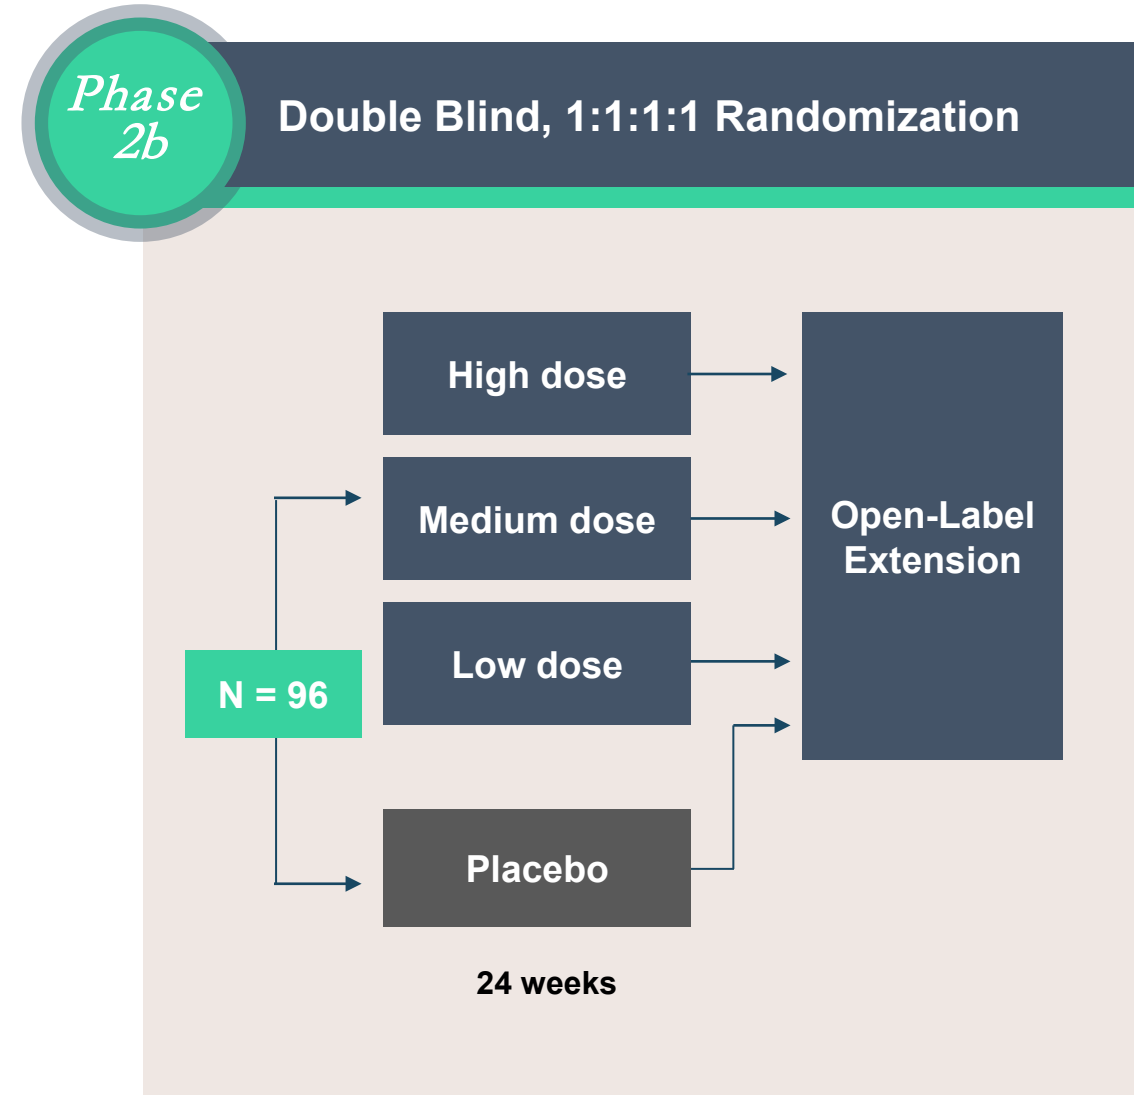 Phase
2b
Double Blind, 1:1:1:1 Randomization
High dose
Medium dose
Low dose
Open-Label
Extension
N = 96
Placebo
24 weeks